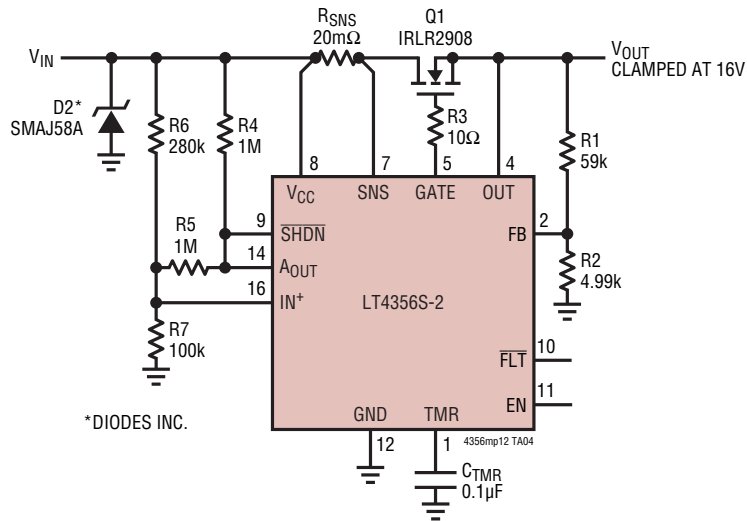 V_IN
R_SNS
20mΩ
Q1
IRLR2908
V_OUT
CLAMPED AT 16V
D2*
SMAJ58A
R6
280k
R4
1M
R3
10Ω
R1
59k
8
7
5
4
V_CC
SNS
GATE
OUT
R5
1M
9
SHDN
14
A_OUT
16
IN+
LT4356S-2
2
FB
R2
4.99k
R7
100k
10
FLT
11
EN
*DIODES INC.
GND
TMR
12
1
4356mp12 TA04
C_TMR
0.1µF